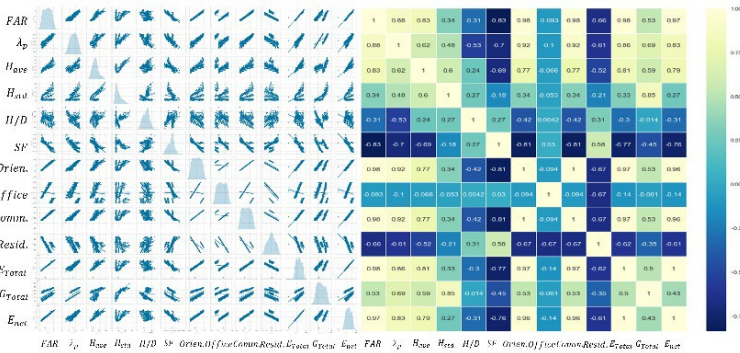 FAR 1 0.88 0.83 0.34 -0.31 -0.83 0.98 -0.093 0.98 -0.66 0.98 0.53 0.97
λp 0.88 1 0.62 0.48 -0.53 -0.7 0.92 -0.1 0.92 -0.61 0.86 0.69 0.83
Have 0.83 0.62 1 0.6 0.24 -0.69 0.77 -0.066 0.77 -0.52 0.81 0.59 0.79
Hstd 0.34 0.48 0.6 1 0.27 -0.18 0.34 -0.053 0.34 -0.21 0.33 0.85 0.27
H/D -0.31 -0.53 0.24 0.27 1 0.27 -0.42 0.0042 -0.42 0.31 -0.3 -0.014 -0.31
SF -0.83 -0.7 -0.69 -0.18 0.27 1 -0.81 0.03 -0.81 0.58 -0.77 -0.45 -0.76
Orien. 0.98 0.92 0.77 0.34 -0.42 -0.81 1 -0.094 1 -0.67 0.97 0.53 0.96
ffice -0.093 -0.1 -0.066 -0.053 0.0042 0.03 -0.094 1 -0.094 -0.67 -0.14 -0.061 -0.14
omm. 0.98 0.92 0.77 0.34 -0.42 -0.81 1 -0.094 1 -0.67 0.97 0.53 0.96
Resid. -0.66 -0.61 -0.52 -0.21 0.31 0.58 -0.67 -0.67 -0.67 1 -0.62 -0.35 -0.61
ETotal 0.98 0.86 0.81 0.33 -0.3 -0.77 0.97 -0.14 0.97 -0.62 1 0.5 1
GTotal 0.53 0.69 0.59 0.85 -0.014 -0.45 0.53 -0.061 0.53 -0.35 0.5 1 0.43
Enet 0.97 0.83 0.79 0.27 -0.31 -0.76 0.96 -0.14 0.96 -0.61 1 0.43 1
FAR λp Have Hstd H/D SF Orien. Office Comm. Resid. ETotal GTotal Enet FAR λp Have Hstd H/D SF Orien. Office Comm. Resid. ETotal GTotal Enet